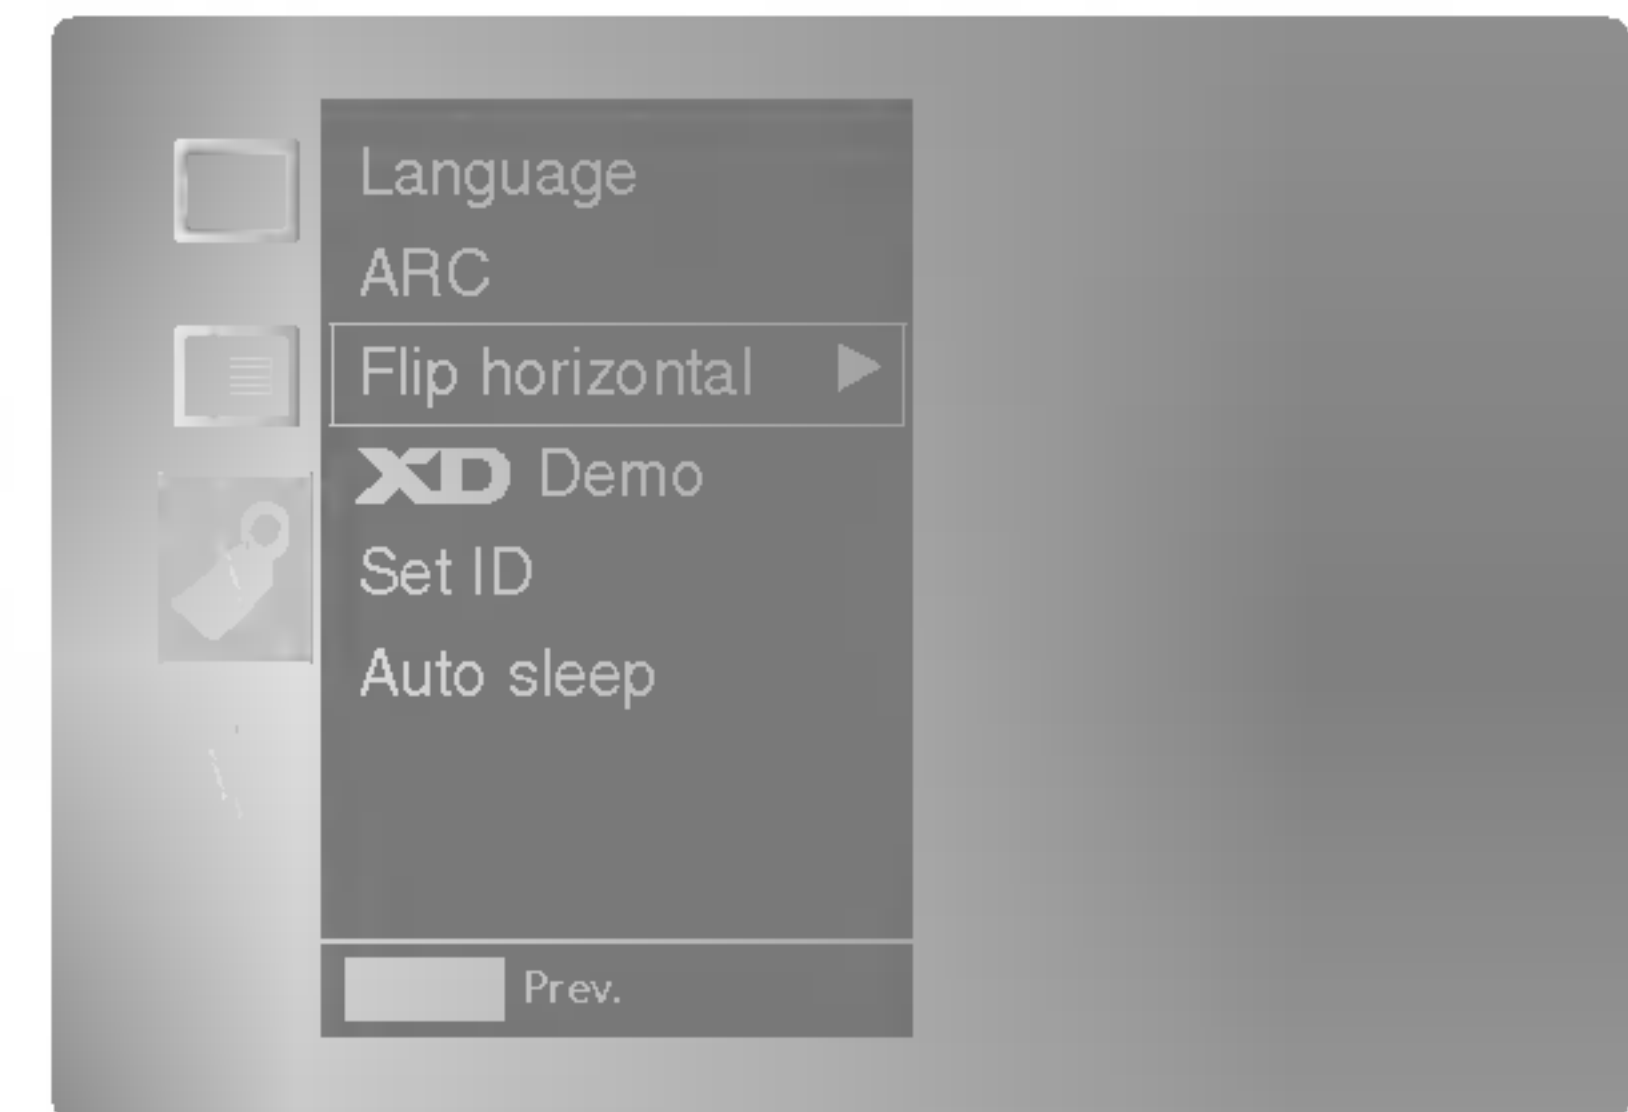 Language
ARC
Flip horizontal
XD Demo
Set ID
Auto sleep
Prev.